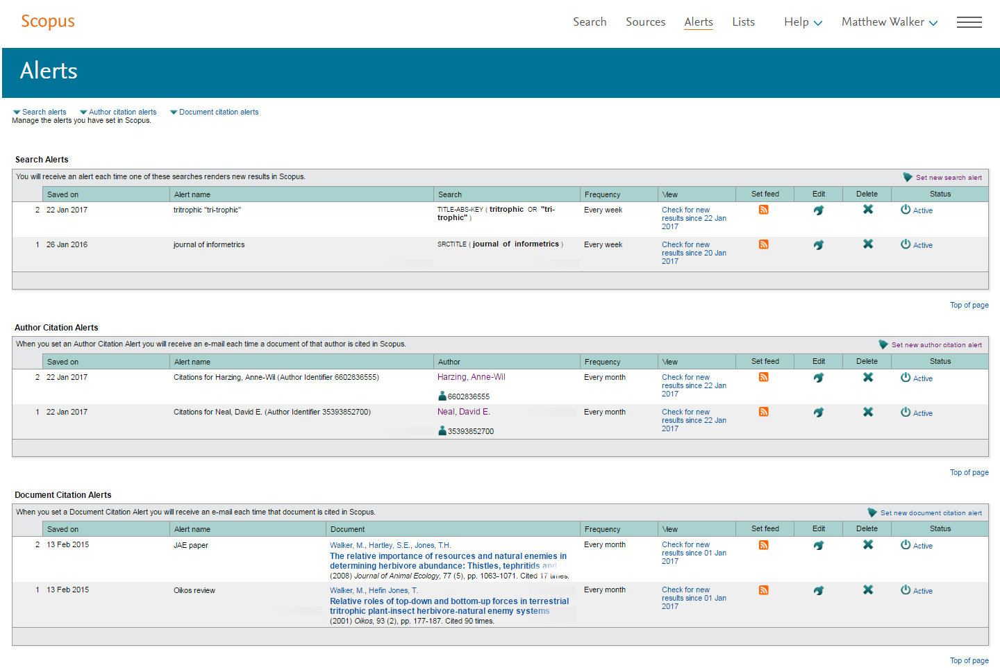 Scopus
Search Sources Alerts Lists Help Matthew Walker
Alerts
Search alerts Author citation alerts Document citation alerts
Manage the alerts you have set in Scopus.
Search Alerts
You will receive an alert each time one of these searches renders new results in Scopus. Set new search alert
Saved on Alert name Search Frequency View Set feed Edit Delete Status
2 22 Jan 2017 tritrophic "tri-trophic" TITLE-ABS-KEY ( tritrophic OR "tri- Every week Check for new Active
trophic" ) results since 22 Jan
2017
1 26 Jan 2016 journal of informetrics SRCTITLE ( journal of informetrics ) Every week Check for new Active
results since 20 Jan
2017
Top of page
Author Citation Alerts
When you set an Author Citation Alert you will receive an e-mail each time a document of that author is cited in Scopus. Set new author citation alert
Saved on Alert name Author Frequency View Set feed Edit Delete Status
2 22 Jan 2017 Citations for Harzing, Anne-Wil (Author Identifier 6602836555) Harzing, Anne-Wil Every month Check for new Active
results since 22 Jan
2017
6602836555
1 22 Jan 2017 Citations for Neal, David E. (Author Identifier 35393852700) Neal, David E. Every month Check for new Active
results since 22 Jan
2017
35393852700
Top of page
Document Citation Alerts
When you set a Document Citation Alert you will receive an e-mail each time that document is cited in Scopus. Set new document citation alert
Saved on Alert name Document Frequency View Set feed Edit Delete Status
2 13 Feb 2015 JAE paper Walker, M., Hartley, S.E., Jones, T.H. Every month Check for new Active
The relative importance of resources and natural enemies in results since 01 Jan
determining herbivore abundance: Thistles, tephritids and 2017
(2008) Journal of Animal Ecology, 77 (5), pp. 1063-1071. Cited 17 times.
1 13 Feb 2015 Oikos review Walker, M., Hefin Jones, T. Every month Check for new Active
Relative roles of top-down and bottom-up forces in terrestrial results since 01 Jan
tritrophic plant-insect herbivore-natural enemy systems 2017
(2001) Oikos, 93 (2), pp. 177-187. Cited 90 times.
Top of page